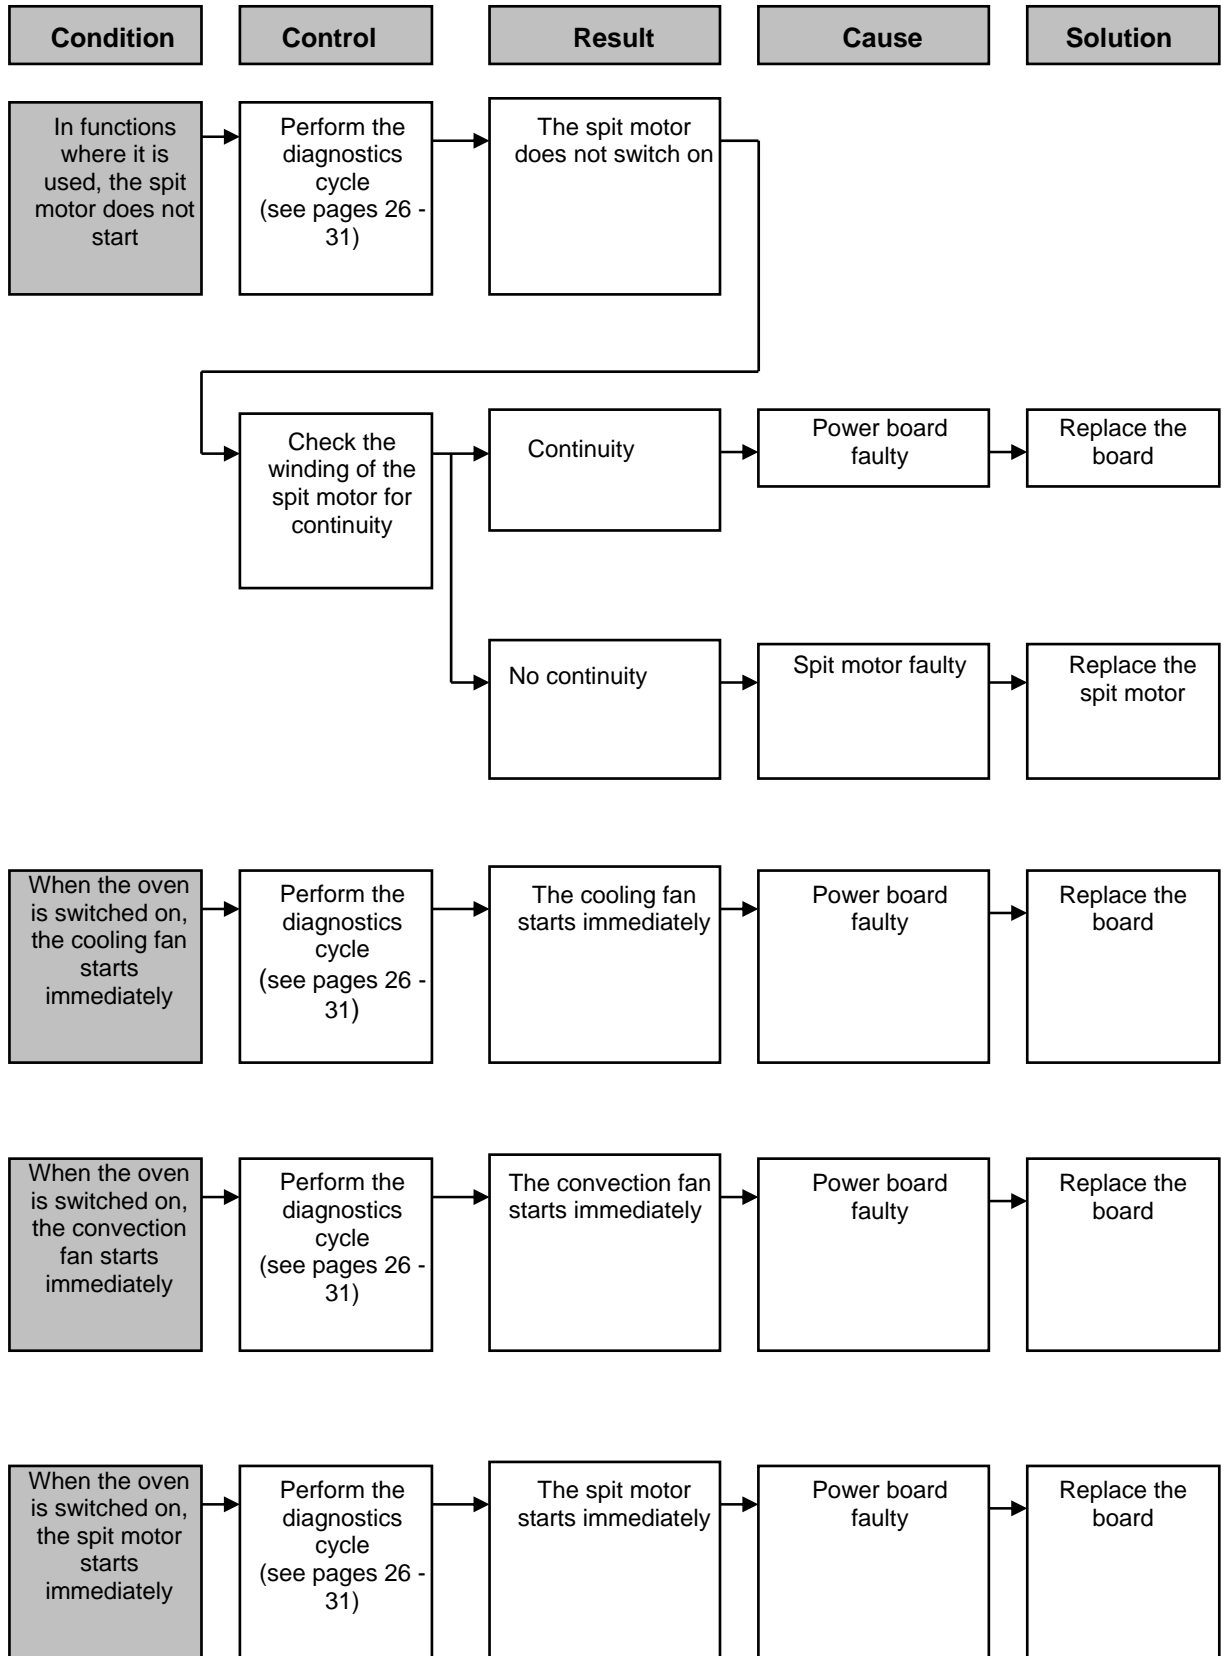 Condition
Control
Result
Cause
Solution
In functions
where it is
used, the spit
motor does not
start
Perform the
diagnostics
cycle
(see pages 26 -
31)
The spit motor
does not switch on
Check the
winding of the
spit motor for
continuity
Continuity
Power board
faulty
Replace the
board
No continuity
Spit motor faulty
Replace the
spit motor
When the oven
is switched on,
the cooling fan
starts
immediately
Perform the
diagnostics
cycle
(see pages 26 -
31)
The cooling fan
starts immediately
Power board
faulty
Replace the
board
When the oven
is switched on,
the convection
fan starts
immediately
Perform the
diagnostics
cycle
(see pages 26 -
31)
The convection fan
starts immediately
Power board
faulty
Replace the
board
When the oven
is switched on,
the spit motor
starts
immediately
Perform the
diagnostics
cycle
(see pages 26 -
31)
The spit motor
starts immediately
Power board
faulty
Replace the
board